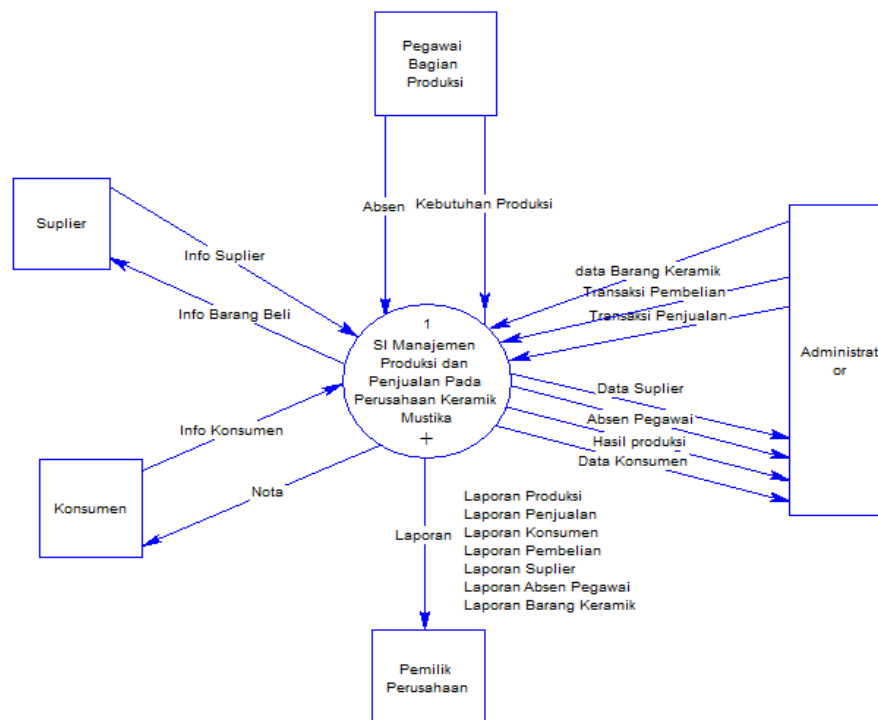 Pegawai
Bagian
Produksi
Absen
Kebutuhan Produksi
Suplier
Info Suplier
Info Barang Beli
data Barang Keramik
Transaksi Pembelian
Transaksi Penjualan
Administrat
or
1
SI Manajemen
Produksi dan
Penjualan Pada
Perusahaan Keramik
Mustika
+
Data Suplier
Absen Pegawai
Hasil produksi
Data Konsumen
Info Konsumen
Konsumen
Nota
Laporan
Laporan Produksi
Laporan Penjualan
Laporan Konsumen
Laporan Pembelian
Laporan Suplier
Laporan Absen Pegawai
Laporan Barang Keramik
Pemilik
Perusahaan